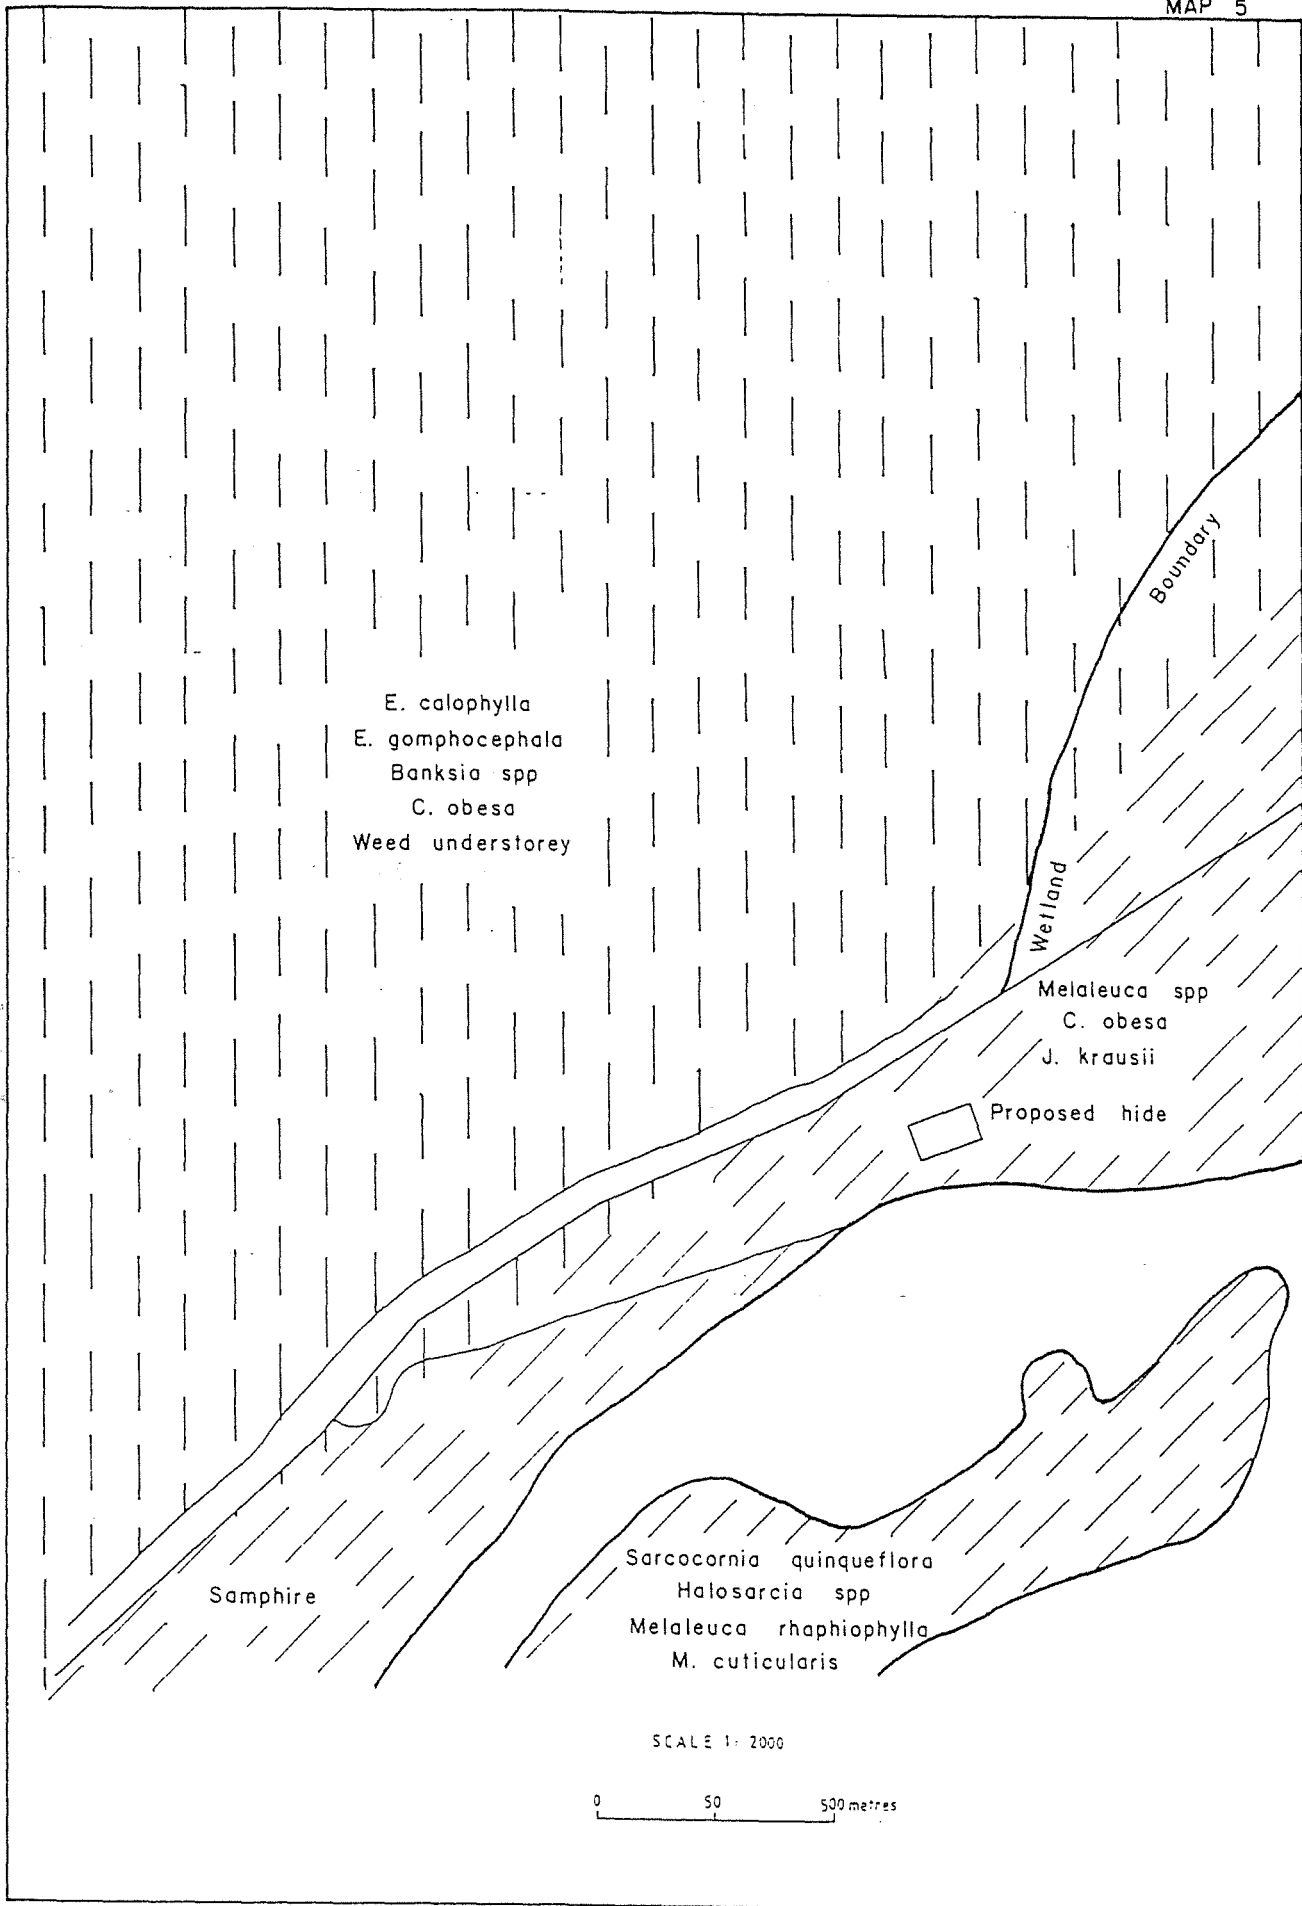 MAP 5
Boundary
E. calophylla
E. gomphocephala
Banksia spp
C. obesa
Weed understorey
Wetland
Melaleuca spp
C. obesa
J. krausii
Proposed hide
Sarcocornia quinqueflora
Halosarcia spp
Melaleuca rhaphiophylla
M. cuticularis
Samphire
SCALE 1: 2000
0 50 500 metres